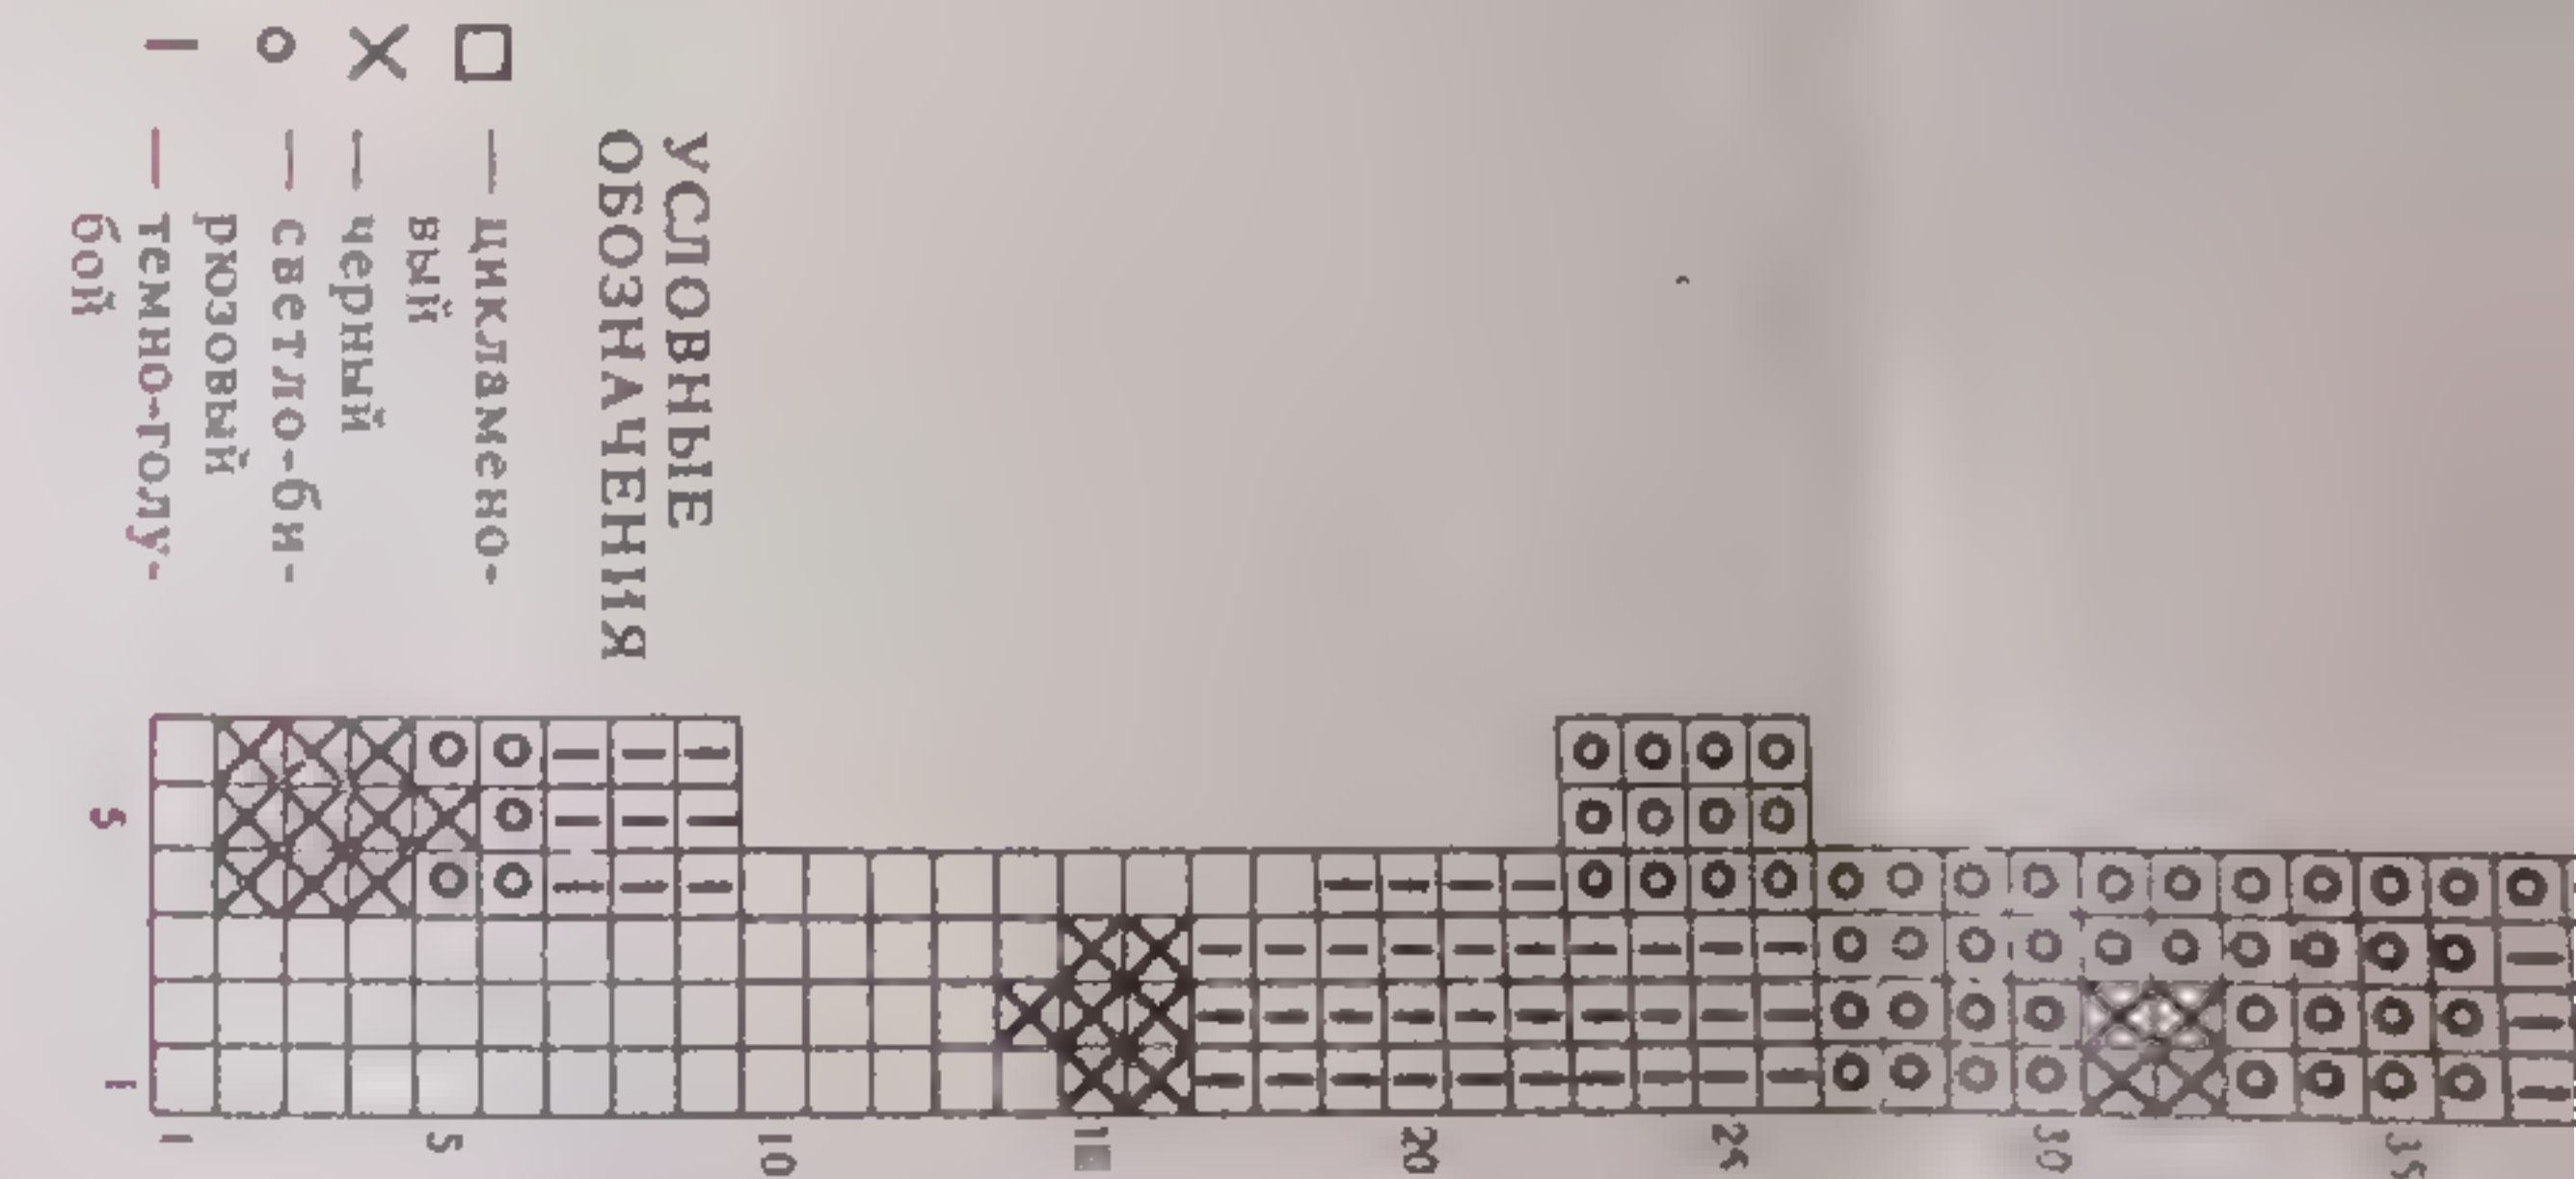 УСЛОВНЫЕ
ОБОЗНАЧЕНИЯ
□ — цикламено-
вый
× — черный
○ — светло-би-
рюзовый
| — темно-голу-
бой
5
1
1
5
10
20
25
30
35